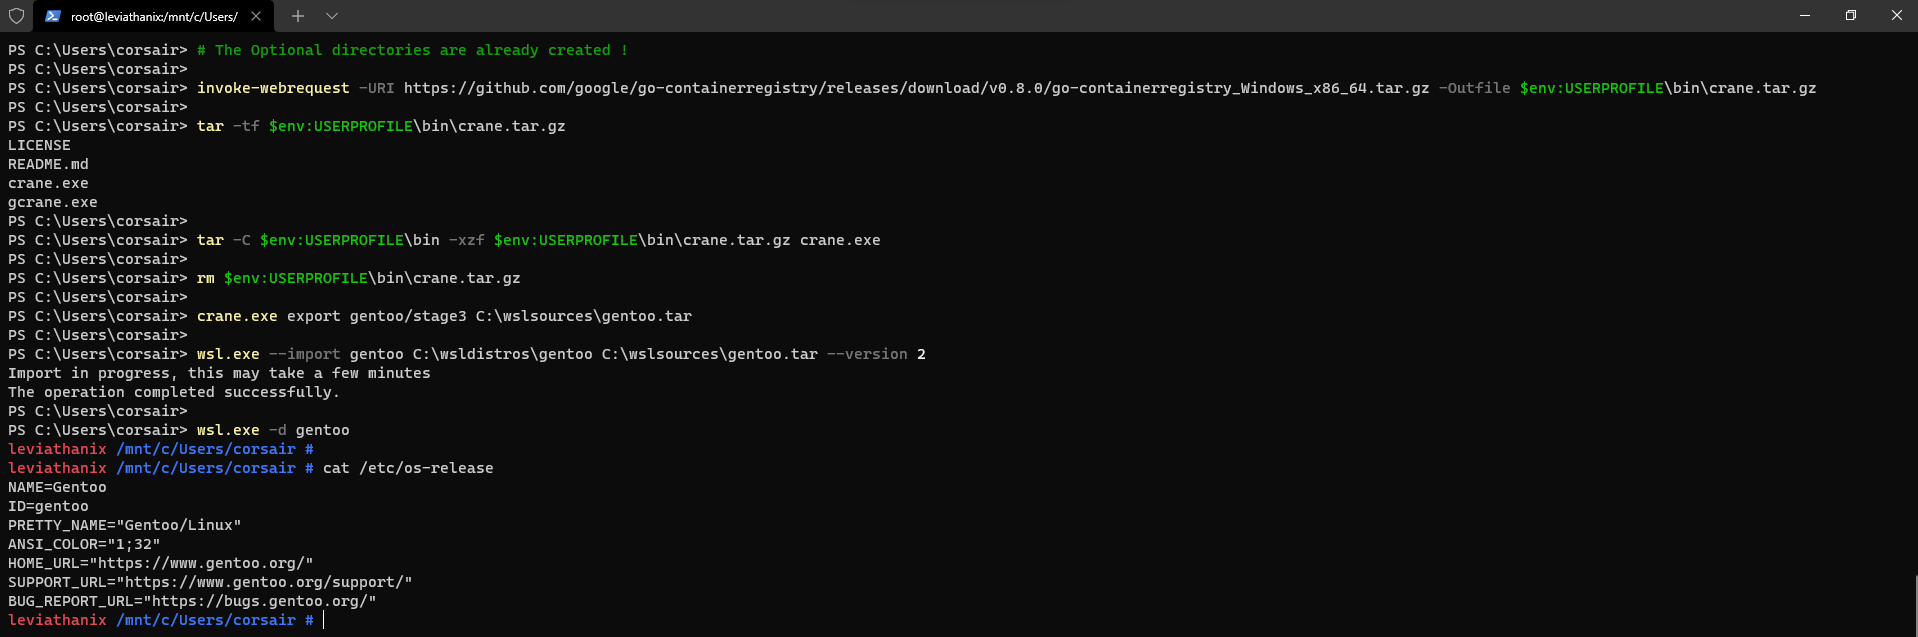 root@leviathanix:/mnt/c/Users/
PS C:\Users\corsair> # The Optional directories are already created !
PS C:\Users\corsair>
PS C:\Users\corsair> invoke-webrequest -URI https://github.com/google/go-containerregistry/releases/download/v0.8.0/go-containerregistry_Windows_x86_64.tar.gz -Outfile $env:USERPROFILE\bin\crane.tar.gz
PS C:\Users\corsair>
PS C:\Users\corsair> tar -tf $env:USERPROFILE\bin\crane.tar.gz
LICENSE
README.md
crane.exe
gcrane.exe
PS C:\Users\corsair>
PS C:\Users\corsair> tar -C $env:USERPROFILE\bin -xzf $env:USERPROFILE\bin\crane.tar.gz crane.exe
PS C:\Users\corsair>
PS C:\Users\corsair> rm $env:USERPROFILE\bin\crane.tar.gz
PS C:\Users\corsair>
PS C:\Users\corsair> crane.exe export gentoo/stage3 C:\wslsources\gentoo.tar
PS C:\Users\corsair>
PS C:\Users\corsair> wsl.exe --import gentoo C:\wsldistros\gentoo C:\wslsources\gentoo.tar --version 2
Import in progress, this may take a few minutes
The operation completed successfully.
PS C:\Users\corsair>
PS C:\Users\corsair> wsl.exe -d gentoo
leviathanix /mnt/c/Users/corsair #
leviathanix /mnt/c/Users/corsair # cat /etc/os-release
NAME=Gentoo
ID=gentoo
PRETTY_NAME="Gentoo/Linux"
ANSI_COLOR="1;32"
HOME_URL="https://www.gentoo.org/"
SUPPORT_URL="https://www.gentoo.org/support/"
BUG_REPORT_URL="https://bugs.gentoo.org/"
leviathanix /mnt/c/Users/corsair #